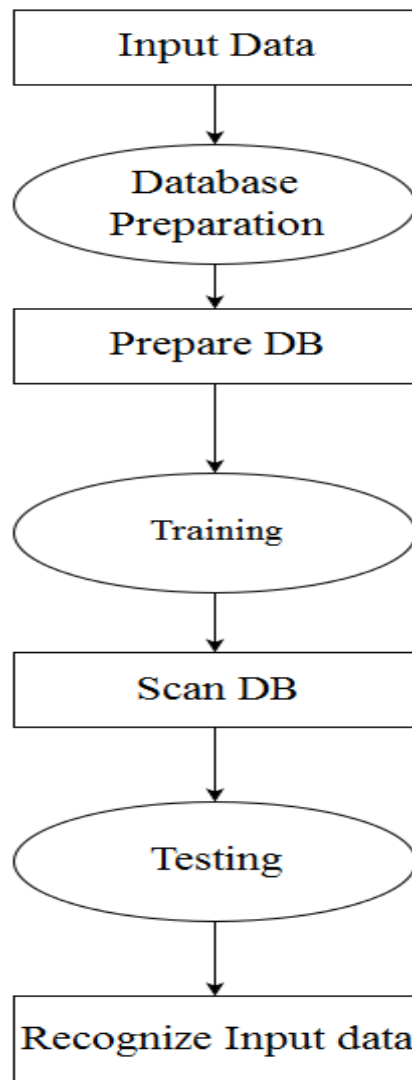 Input Data
Database
Preparation
Prepare DB
Training
Scan DB
Testing
Recognize Input data